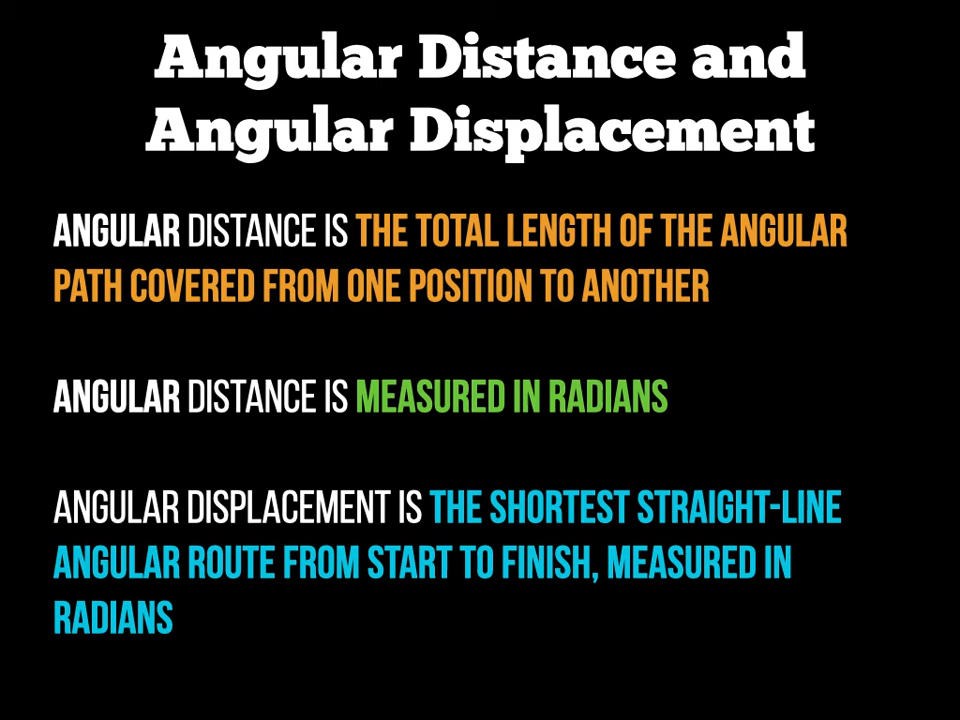 Angular Distance and
Angular Displacement
ANGULAR DISTANCE IS THE TOTAL LENGTH OF THE ANGULAR
PATH COVERED FROM ONE POSITION TO ANOTHER
ANGULAR DISTANCE IS MEASURED IN RADIANS
ANGULAR DISPLACEMENT IS THE SHORTEST STRAIGHT-LINE
ANGULAR ROUTE FROM START TO FINISH, MEASURED IN
RADIANS